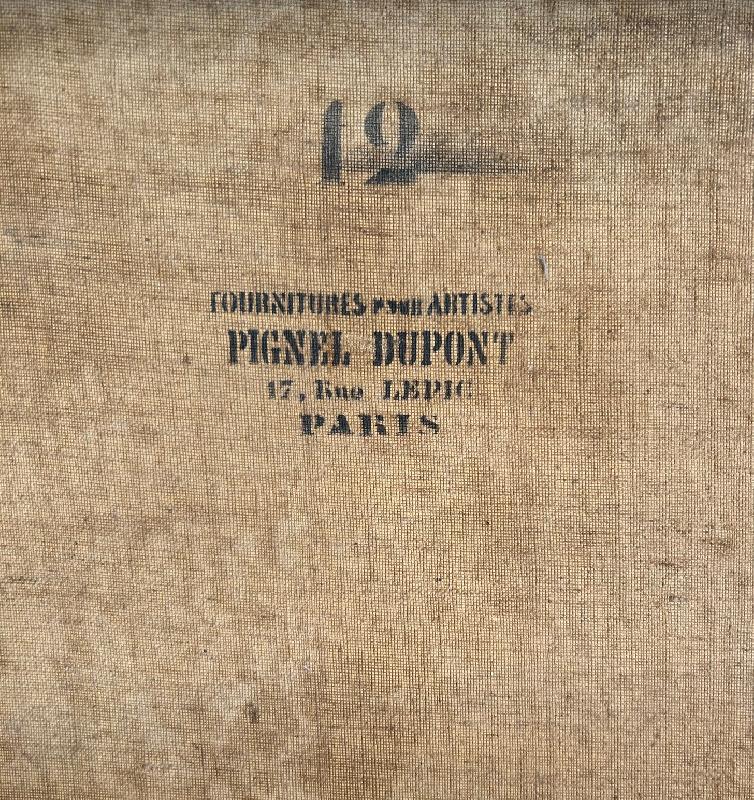 12
FOURNITURES POUR ARTISTES
PIGNEL DUPONT
17, Rue LEPIC
PARIS